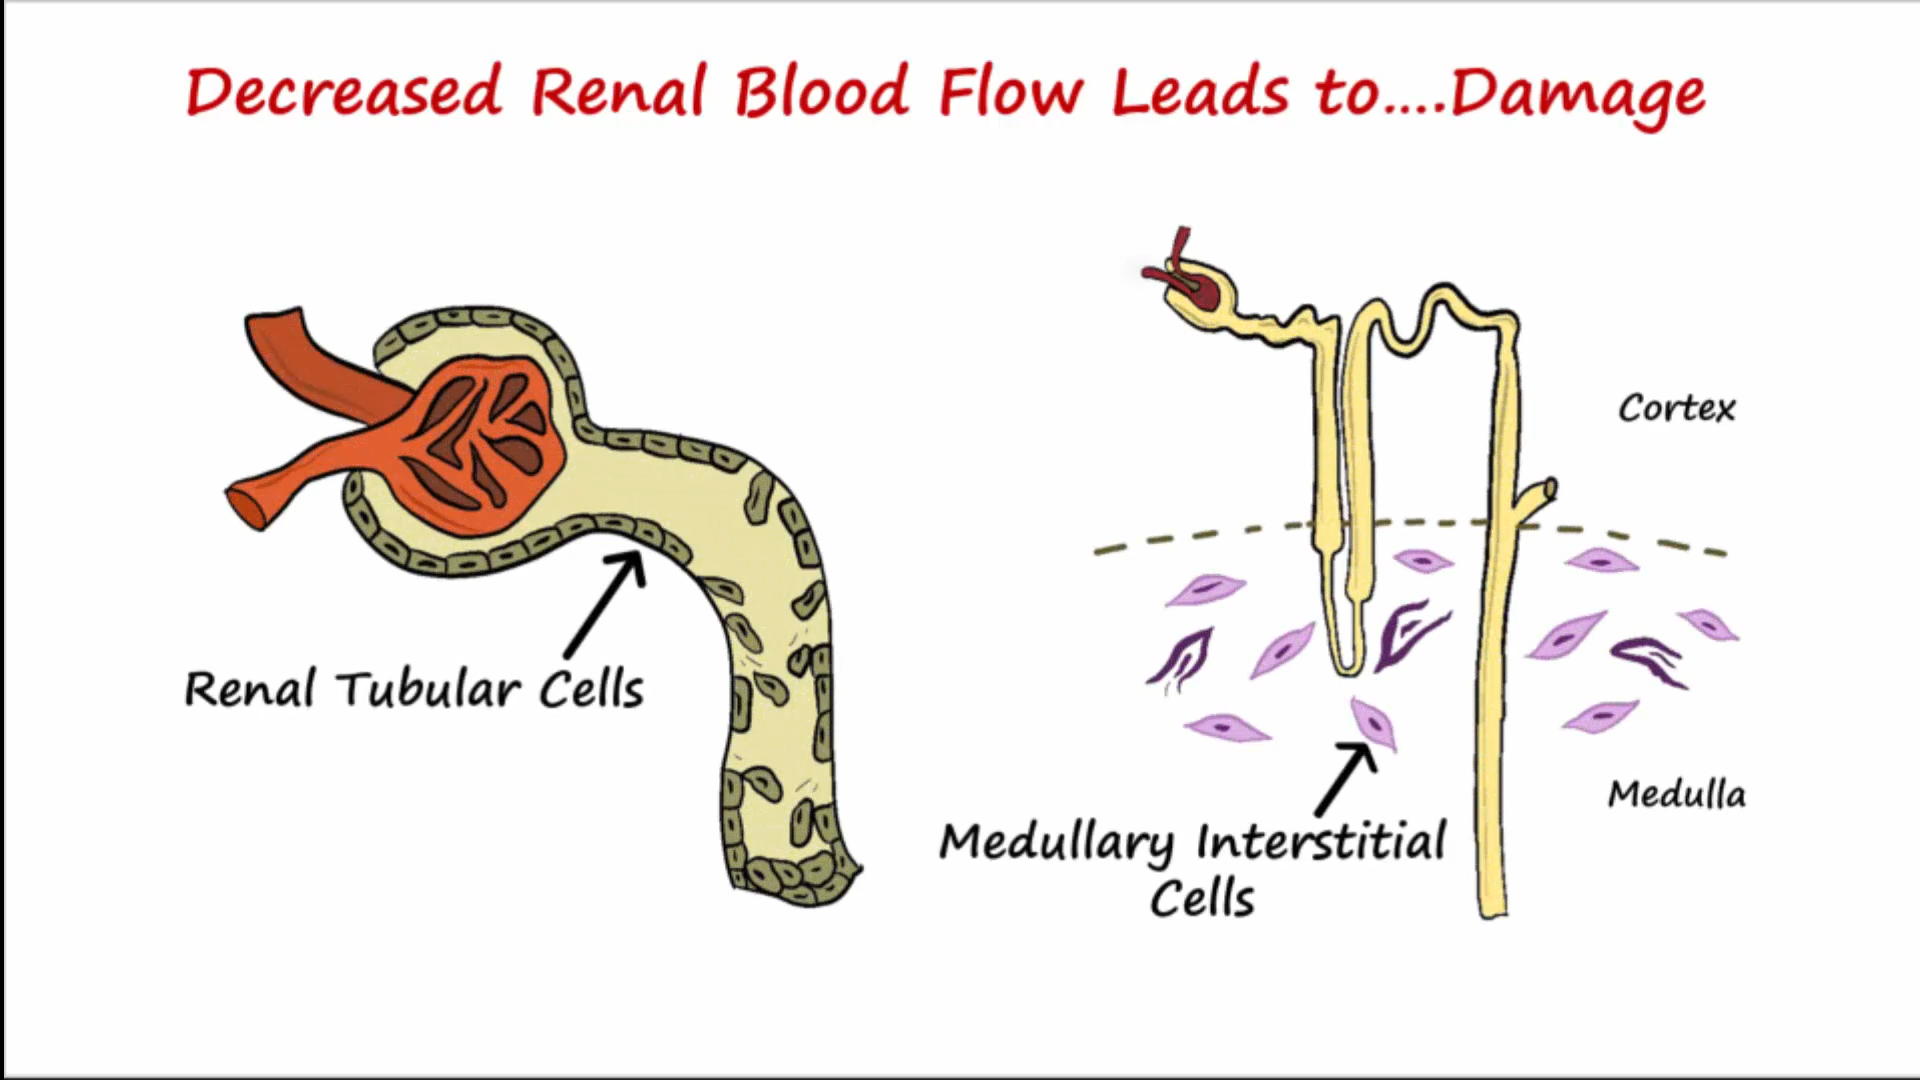 Decreased Renal Blood Flow Leads to....Damage
Cortex
Renal Tubular Cells
Medulla
Medullary Interstitial
Cells